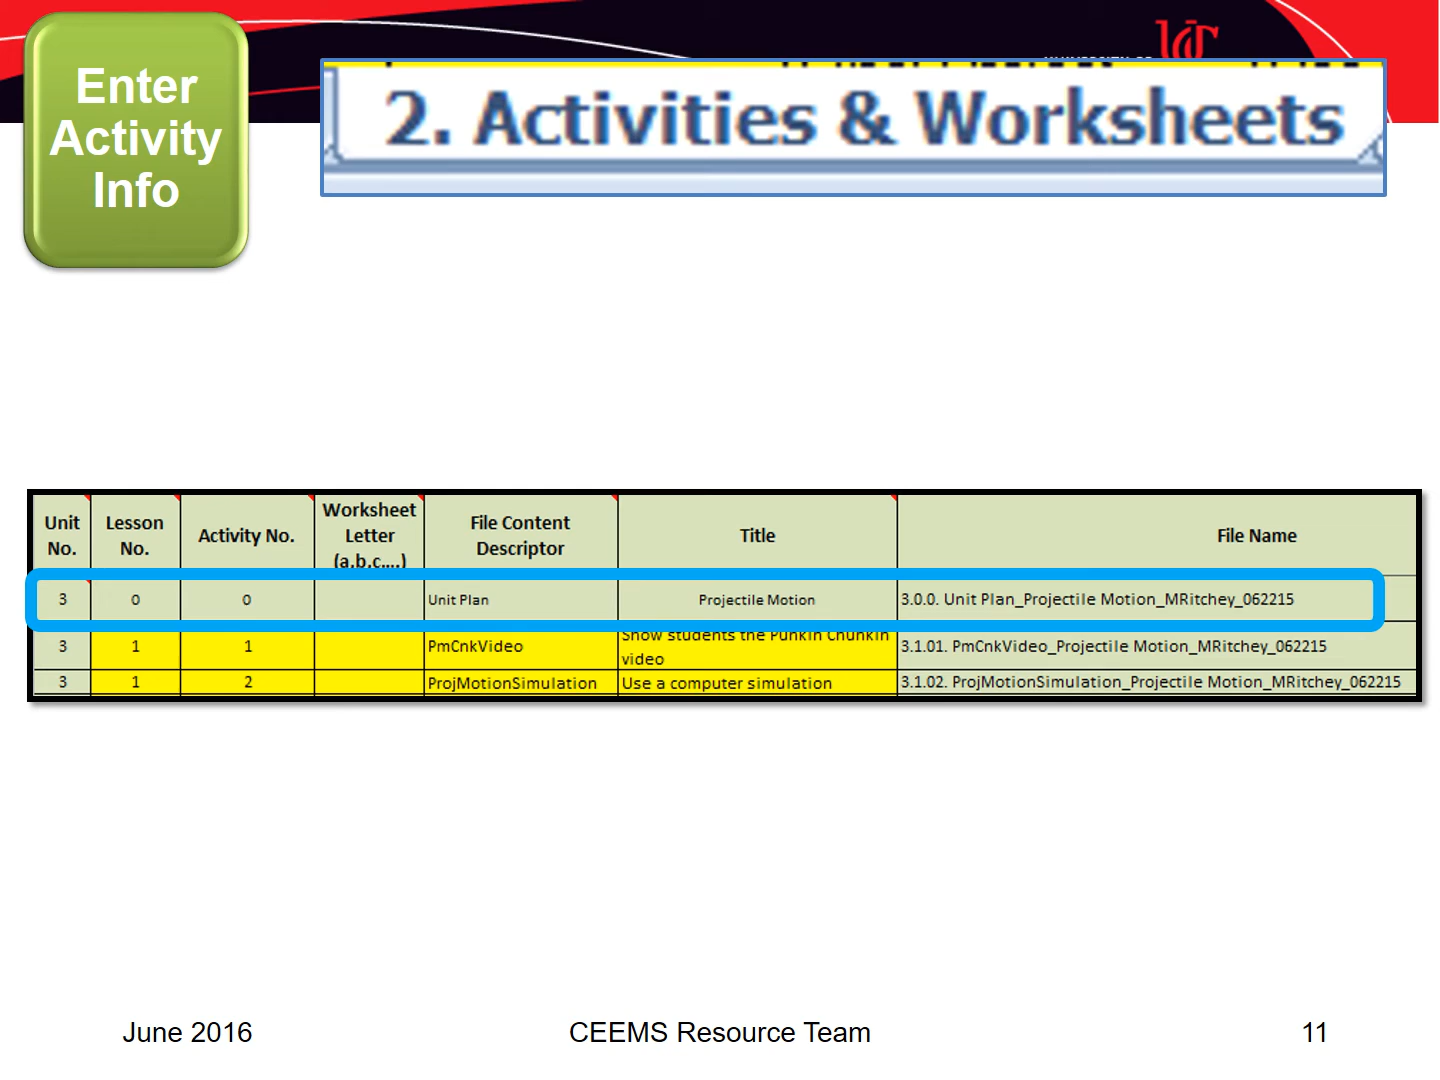 Enter
Activity
Info
2. Activities & Worksheets
Unit No. Lesson No. Activity No. Worksheet Letter (a,b,c....) File Content Descriptor Title File Name
3 0 0 Unit Plan Projectile Motion 3.0.0. Unit Plan_Projectile Motion_MRitchey_062215
3 1 1 PmCnkVideo Show students the Punkin Chunkin video 3.1.01. PmCnkVideo_Projectile Motion_MRitchey_062215
3 1 2 ProjMotionSimulation Use a computer simulation 3.1.02. ProjMotionSimulation_Projectile Motion_MRitchey_062215
June 2016 CEEMS Resource Team 11